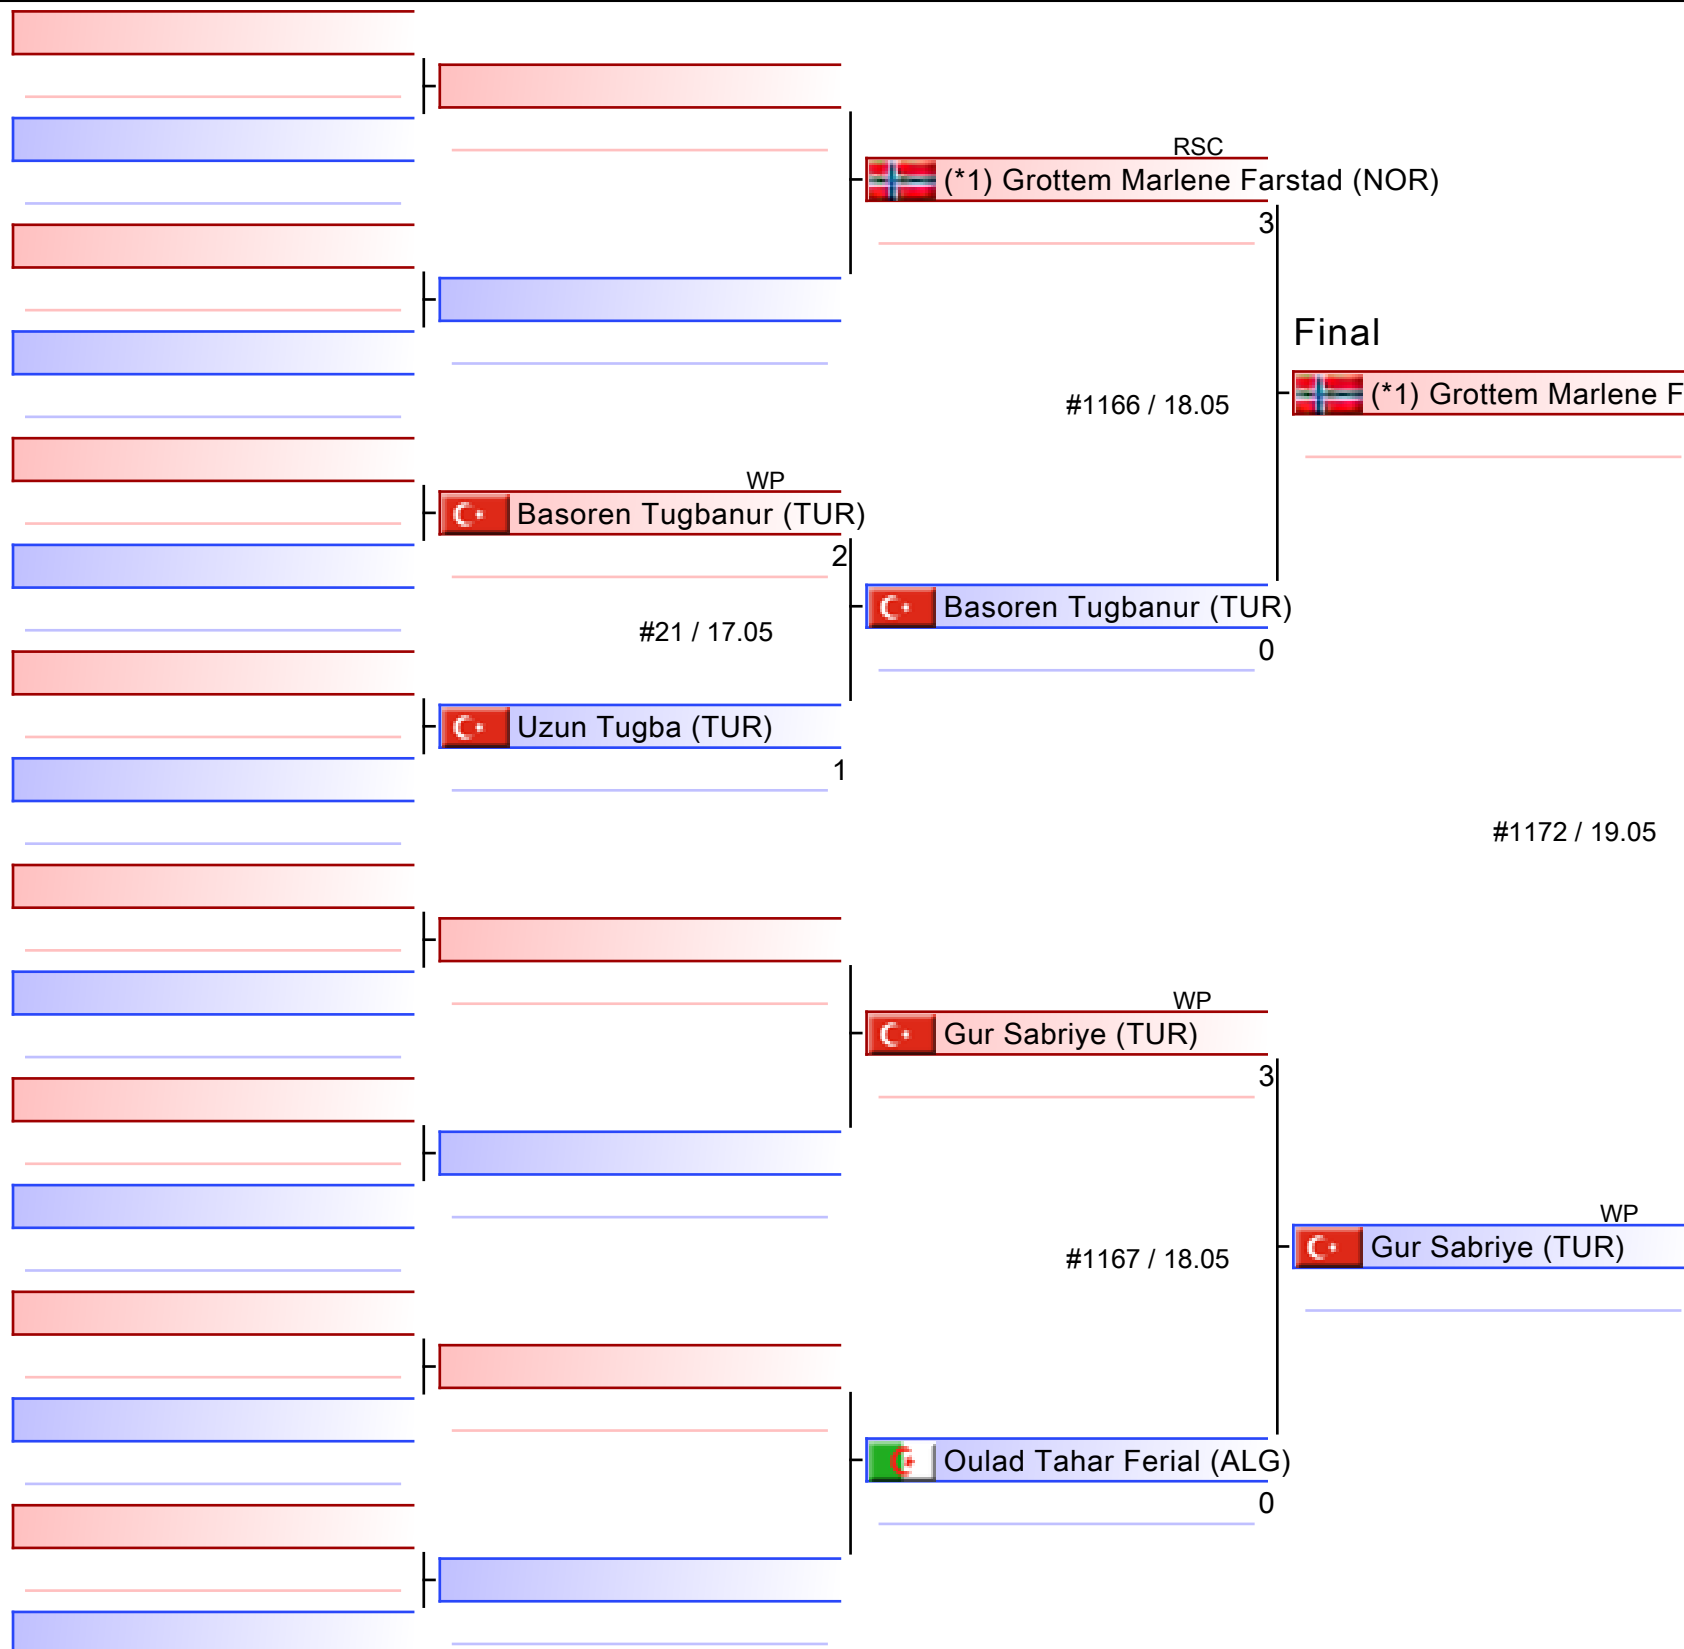 RSC
(*1) Grottem Marlene Farstad (NOR)
3
Final
(*1) Grottem Marlene F
#1166 / 18.05
WP
Basoren Tugbanur (TUR)
2
Basoren Tugbanur (TUR)
0
#21 / 17.05
Uzun Tugba (TUR)
1
#1172 / 19.05
WP
Gur Sabriye (TUR)
3
WP
Gur Sabriye (TUR)
#1167 / 18.05
Oulad Tahar Ferial (ALG)
0